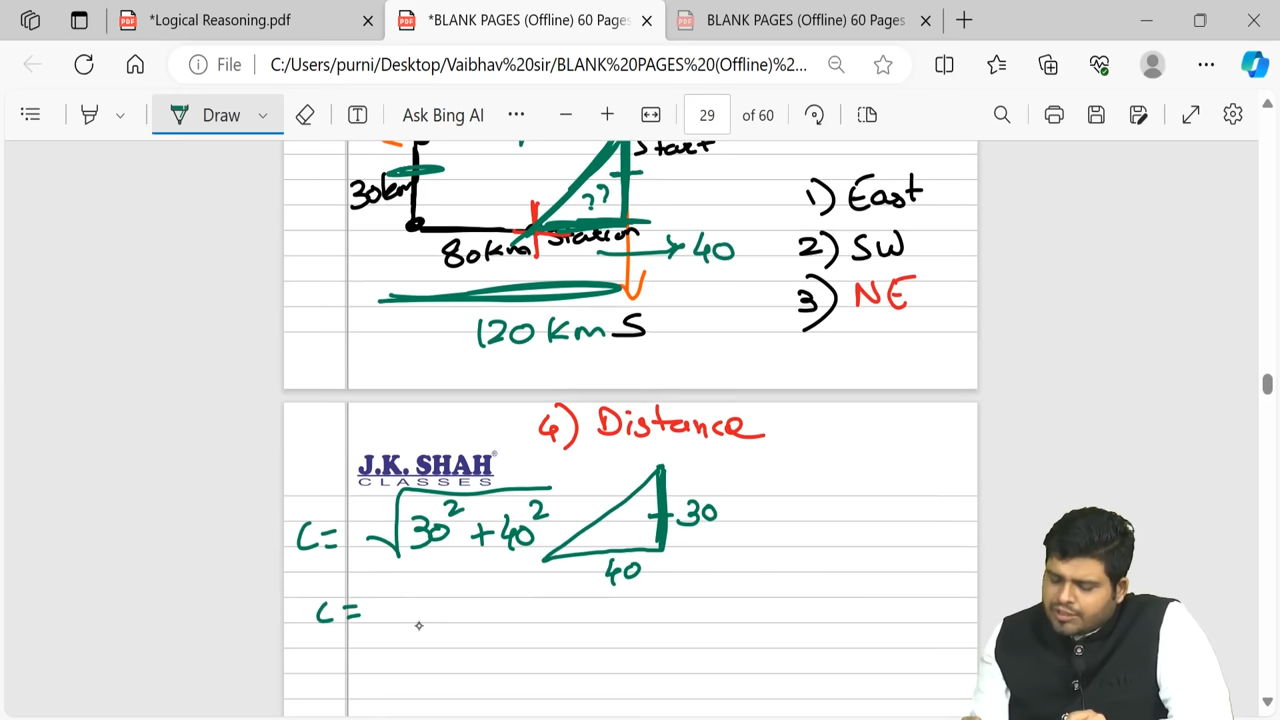 *Logical Reasoning.pdf
*BLANK PAGES (Offline) 60 Pages
BLANK PAGES (Offline) 60 Pages
File
C:/Users/purni/Desktop/Vaibhav%20sir/BLANK%20PAGES%20(Offline)%2...
Draw
Ask Bing AI
29
of 60
Start
30km
??
Station
80km
40
120 Km
S
1) East
2) SW
3) NE
4) Distance
J.K. SHAH
CLASSES
C= √30²+40²
30
40
C=